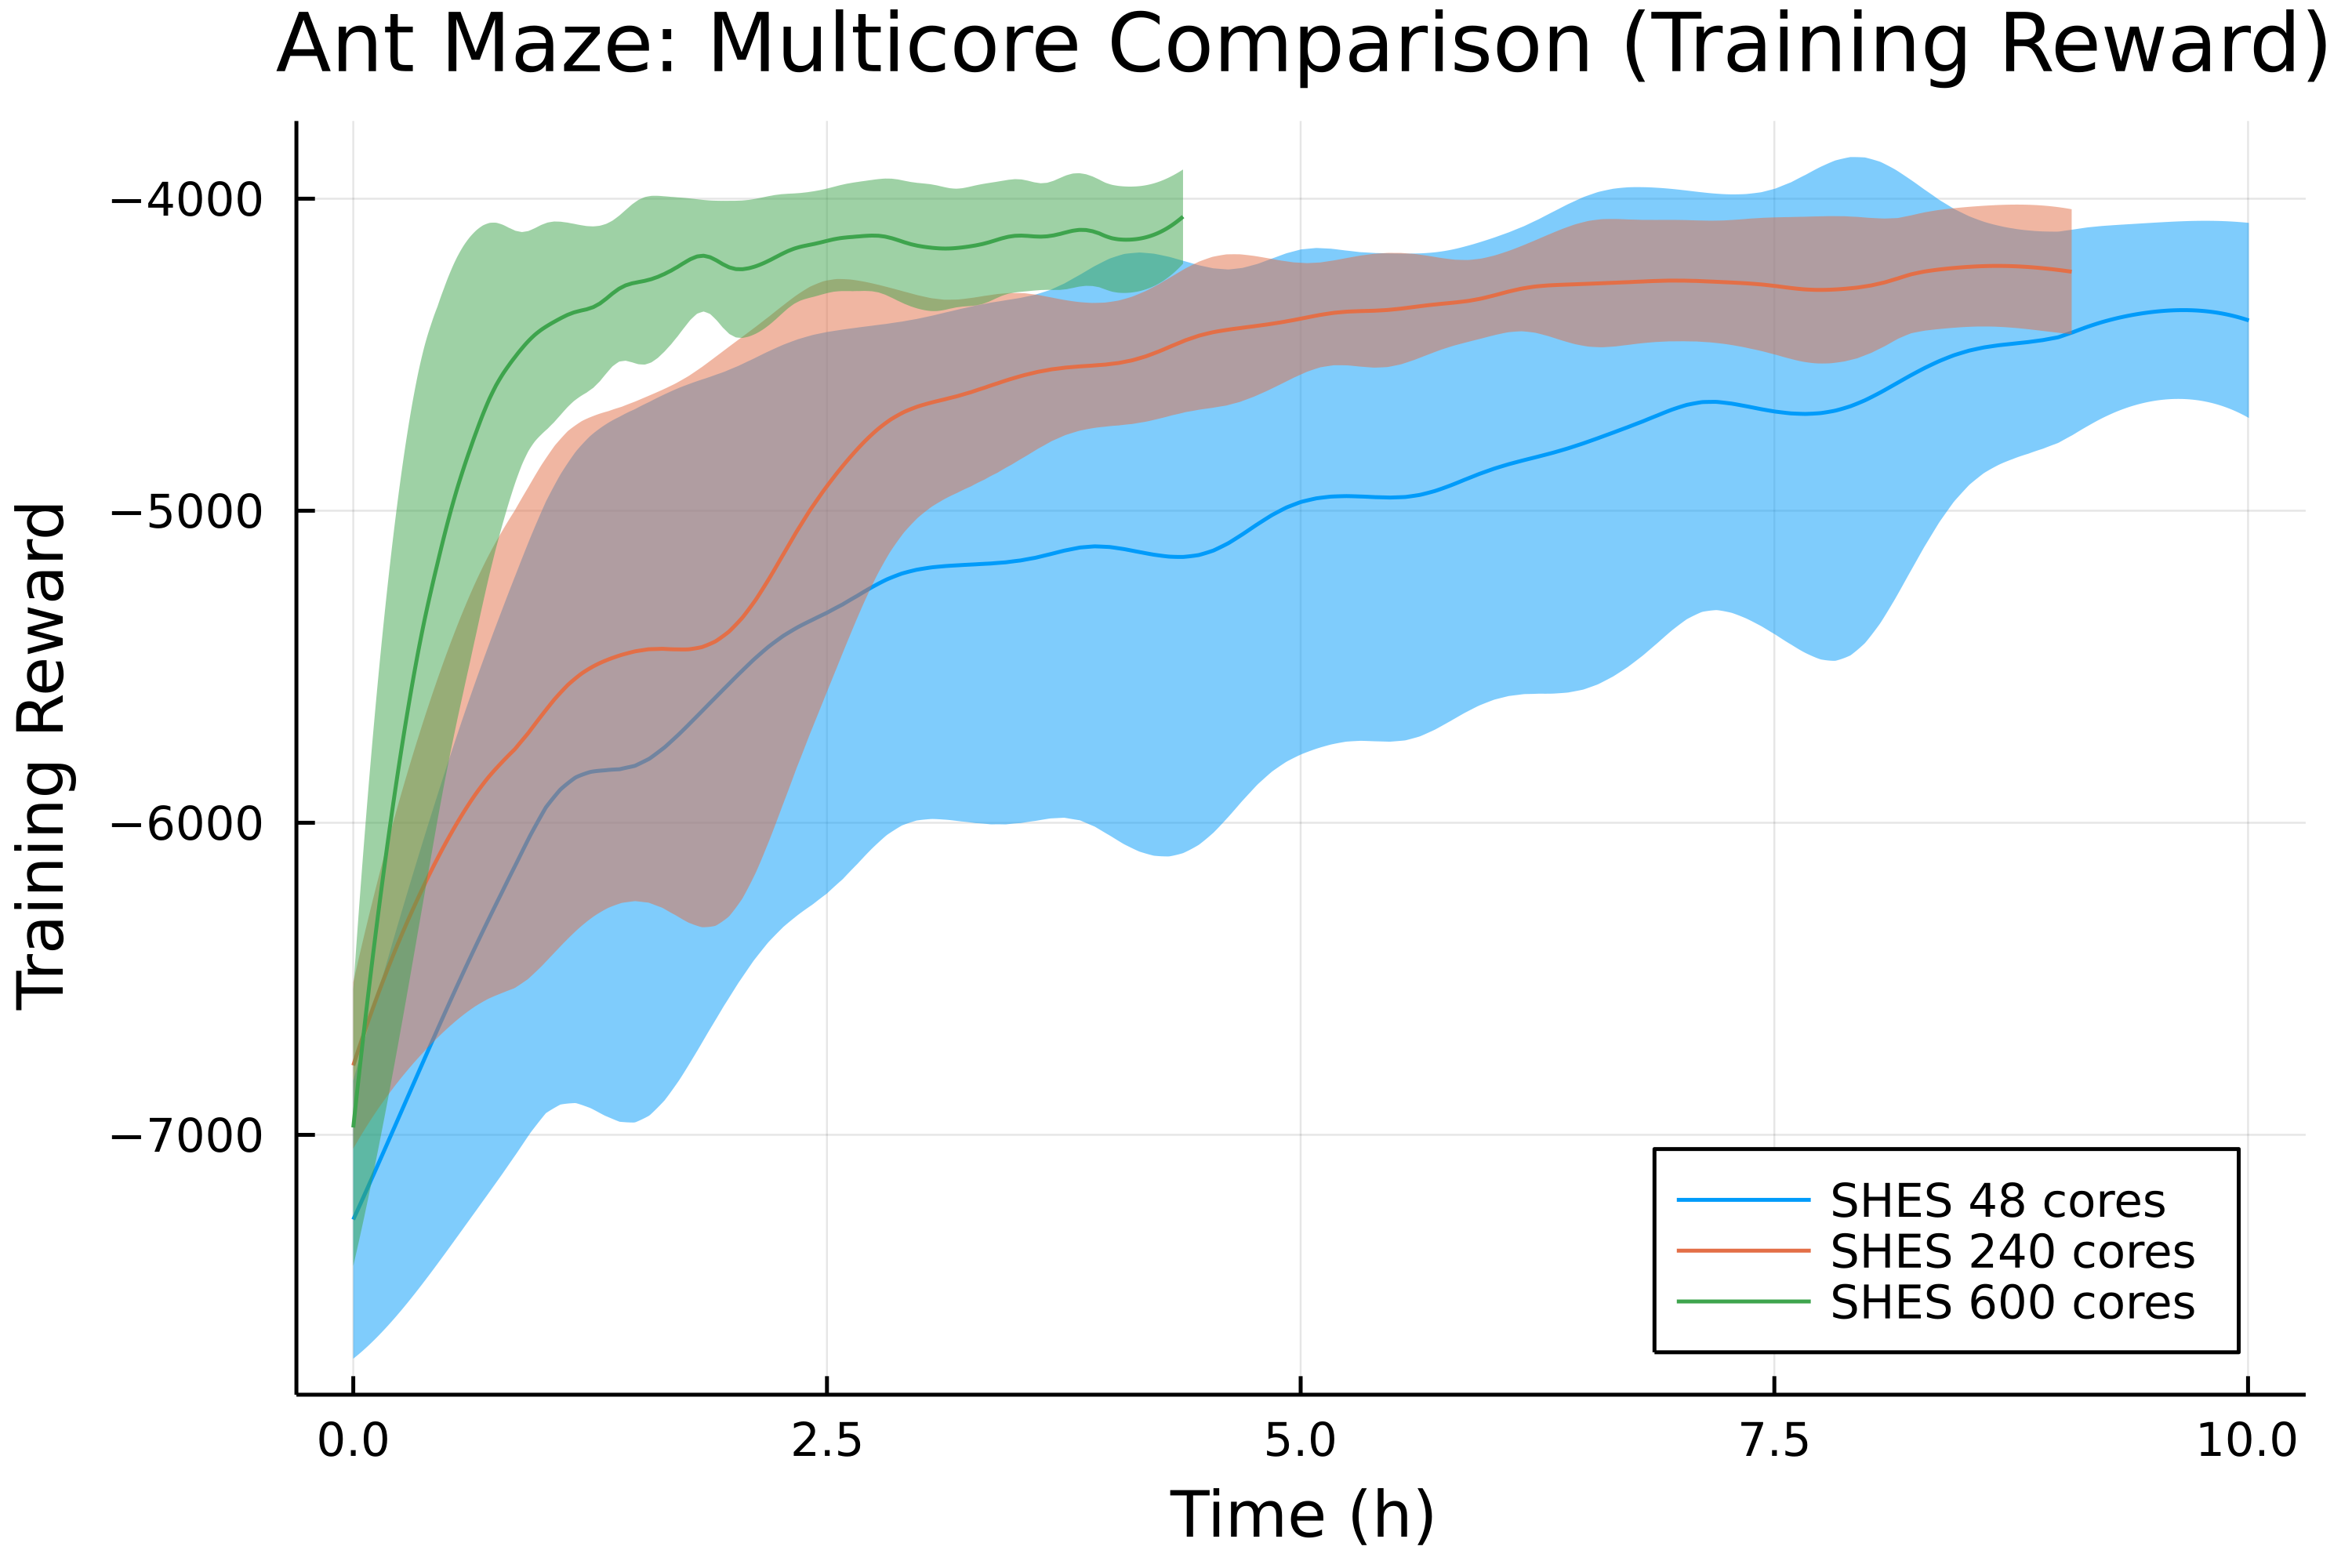 Ant Maze: Multicore Comparison (Training Reward)
Training Reward
−4000
−5000
−6000
−7000
0.0
2.5
5.0
7.5
10.0
Time (h)
SHES 48 cores
SHES 240 cores
SHES 600 cores